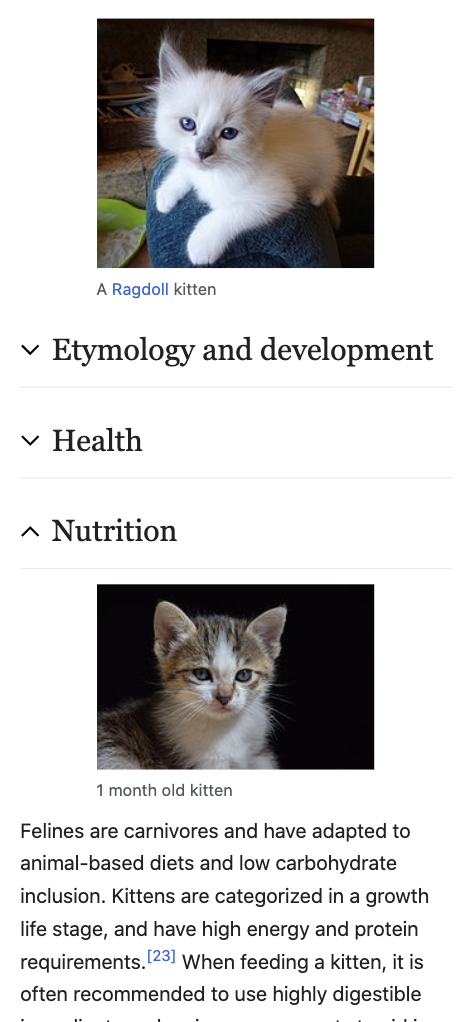 A Ragdoll kitten
Etymology and development
Health
Nutrition
1 month old kitten
Felines are carnivores and have adapted to
animal-based diets and low carbohydrate
inclusion. Kittens are categorized in a growth
life stage, and have high energy and protein
requirements.[23] When feeding a kitten, it is
often recommended to use highly digestible